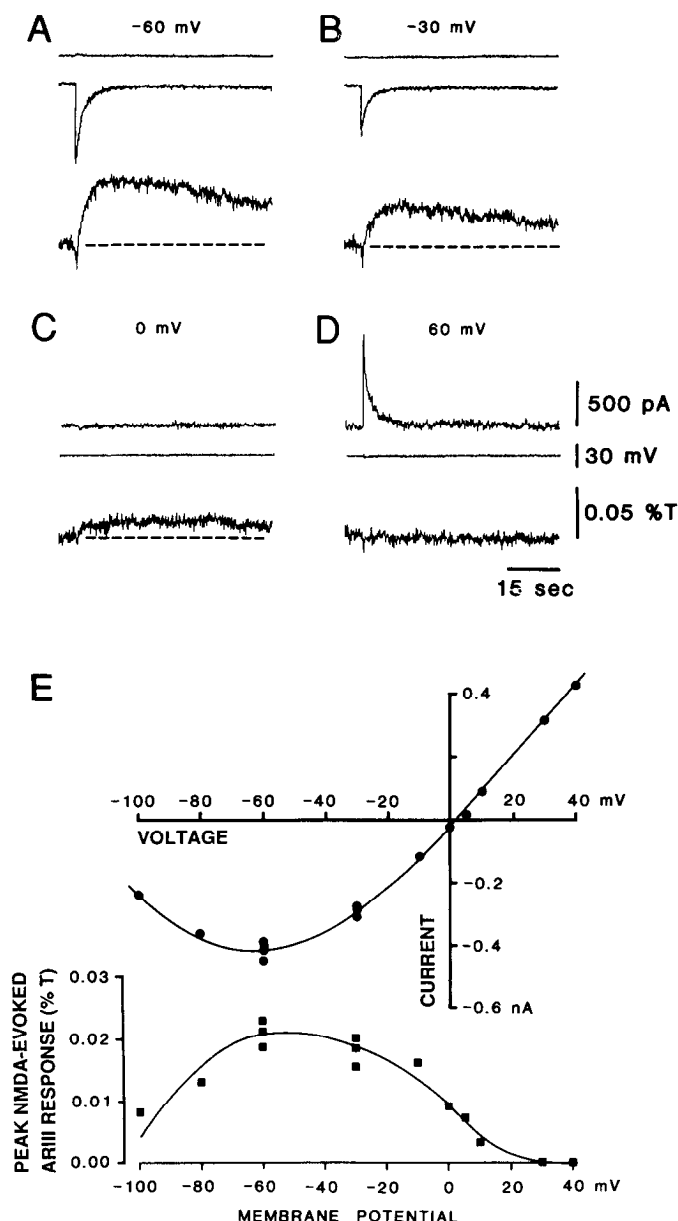 A
-60 mV
B
-30 mV
C
0 mV
D
60 mV
500 pA
30 mV
0.05 %T
15 sec
E
0.4
-100 -80 -60 -40 -20 20 40 mV
VOLTAGE
-0.2
-0.4
-0.6 nA
CURRENT
0.03
0.02
0.01
0.00
PEAK NMDA-EVOKED
ARIII RESPONSE (% T)
-100 -80 -60 -40 -20 0 20 40 mV
MEMBRANE POTENTIAL